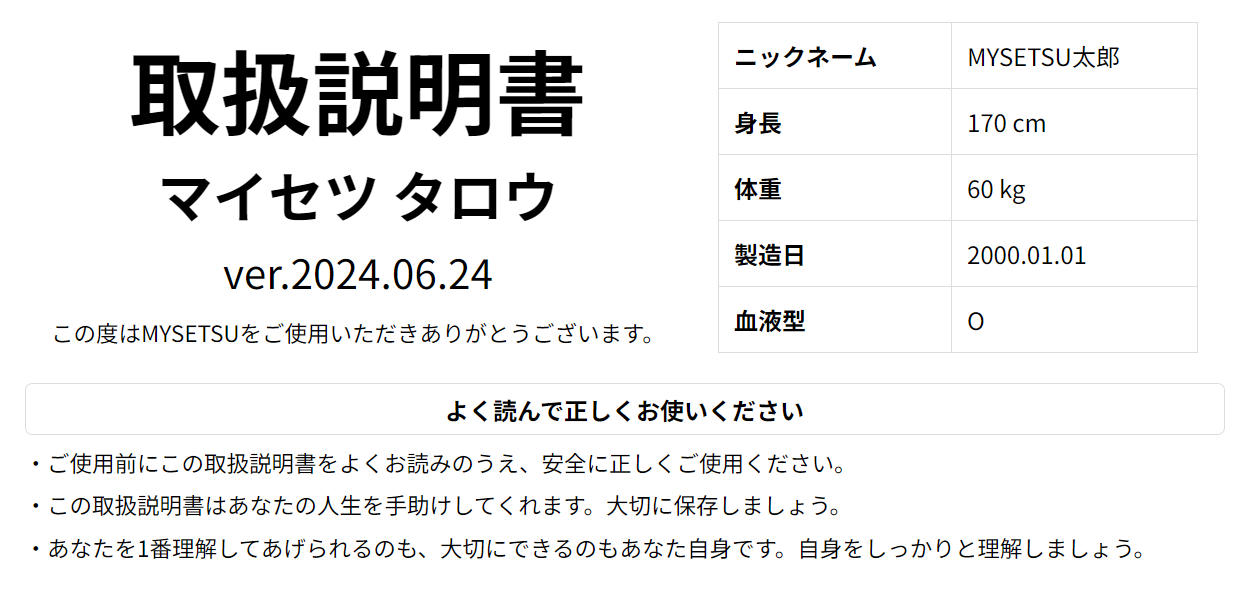 取扱説明書
マイセツ タロウ
ver.2024.06.24
この度はMYSETSUをご使用いただきありがとうございます。
ニックネーム MYSETSU太郎
身長 170 cm
体重 60 kg
製造日 2000.01.01
血液型 O
よく読んで正しくお使いください
・ご使用前にこの取扱説明書をよくお読みのうえ、安全に正しくご使用ください。
・この取扱説明書はあなたの人生を手助けしてくれます。大切に保存しましょう。
・あなたを1番理解してあげられるのも、大切にできるのもあなた自身です。自身をしっかりと理解しましょう。